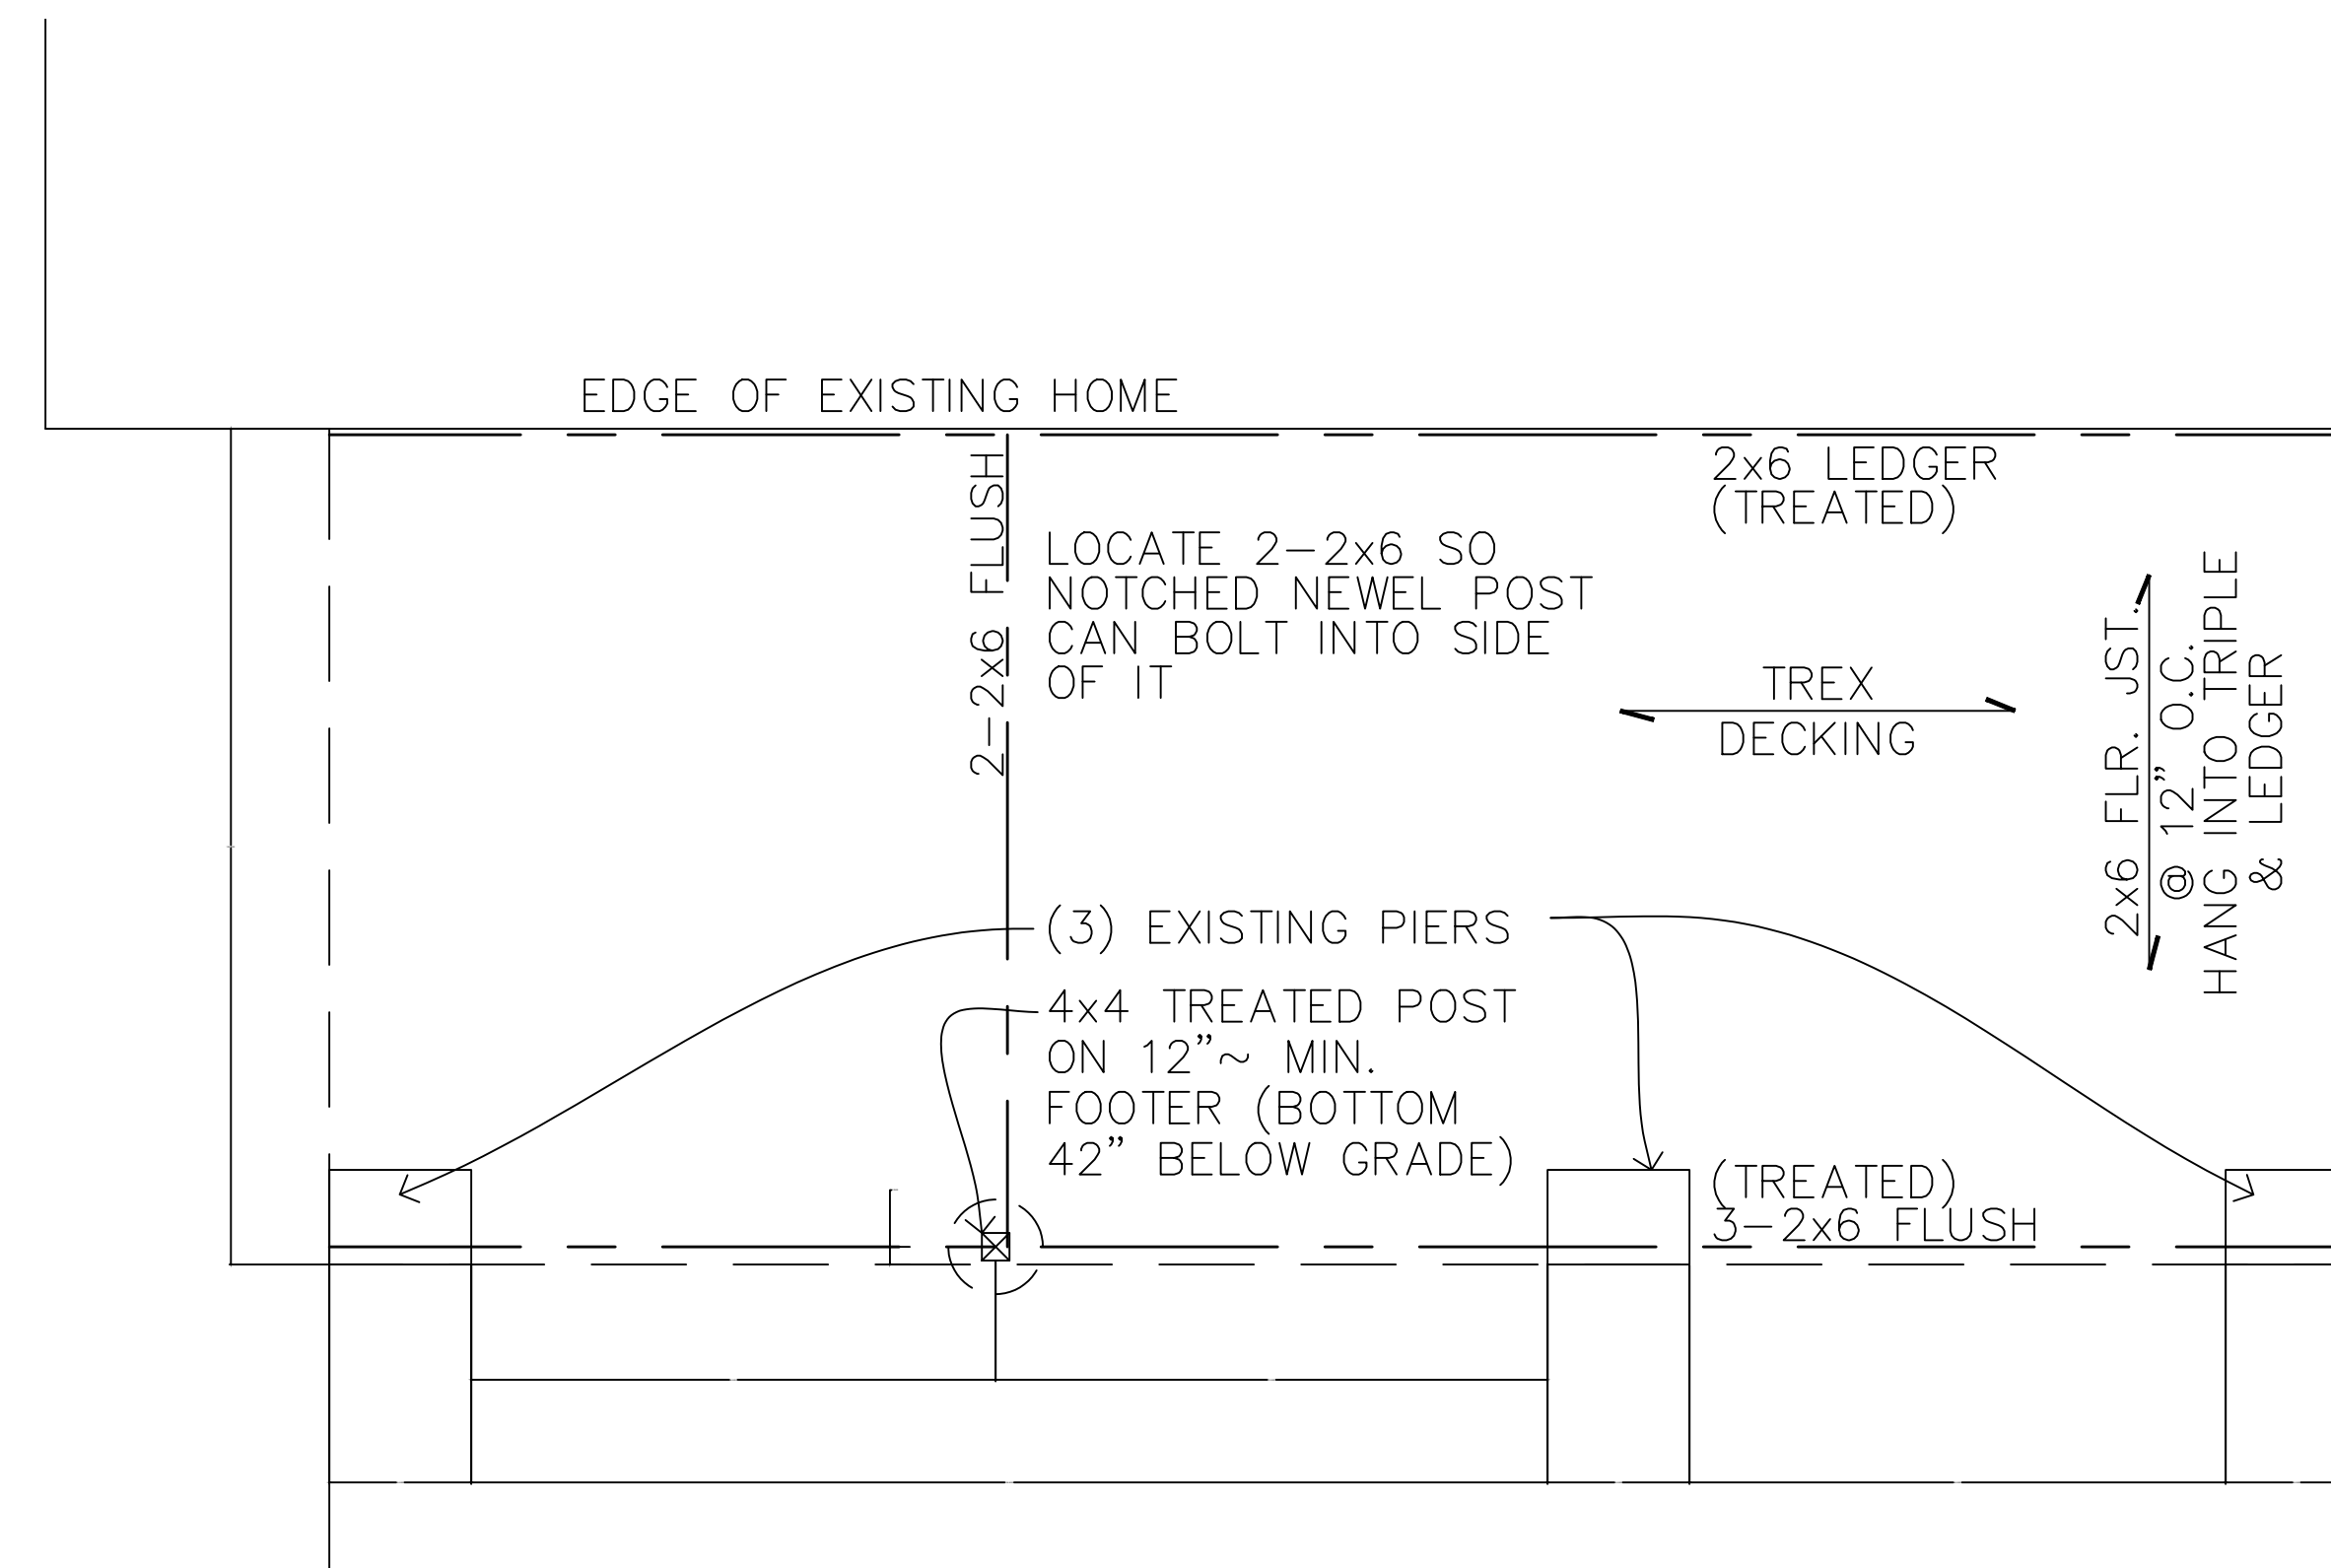 EDGE OF EXISTING HOME
2x6 LEDGER
(TREATED)
2-2x6 FLUSH
LOCATE 2-2x6 SO
NOTCHED NEWEL POST
CAN BOLT INTO SIDE
OF IT
TREX
DECKING
2x6 FLR. JST.
@ 12" O.C.
HANG INTO TRIPLE
& LEDGER
(3) EXISTING PIERS
4x4 TREATED POST
ON 12"~ MIN.
FOOTER (BOTTOM
42" BELOW GRADE)
(TREATED)
3-2x6 FLUSH